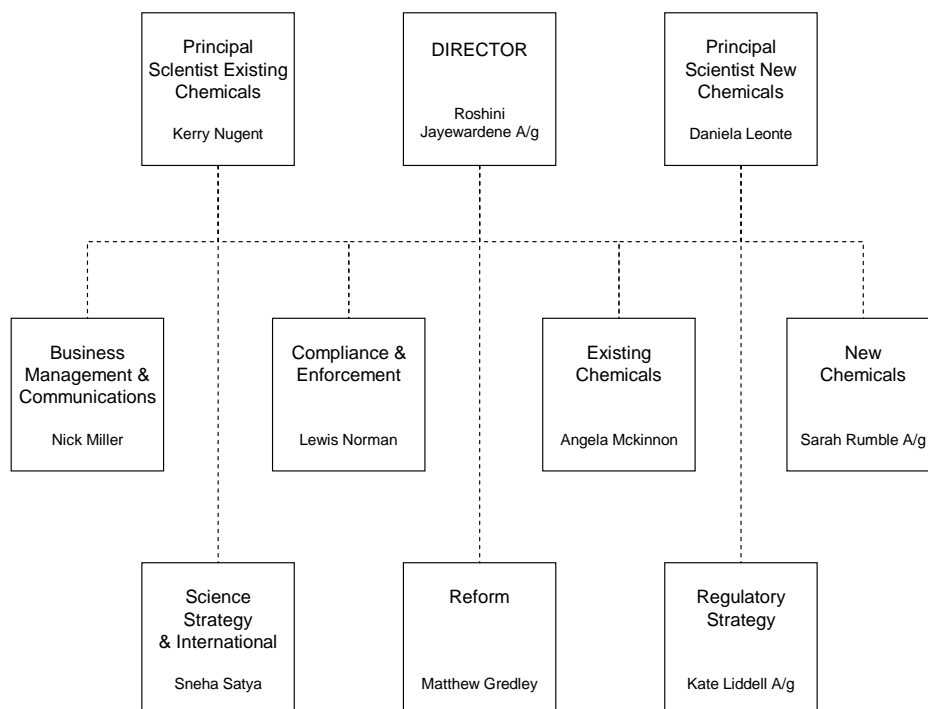 Principal
Scientist Existing
Chemicals
Kerry Nugent
DIRECTOR
Roshini
Jayewardene A/g
Principal
Scientist New
Chemicals
Daniela Leonte
Business
Management &
Communications
Nick Miller
Compliance &
Enforcement
Lewis Norman
Existing
Chemicals
Angela Mckinnon
New
Chemicals
Sarah Rumble A/g
Science
Strategy
& International
Sneha Satya
Reform
Matthew Gredley
Regulatory
Strategy
Kate Liddell A/g